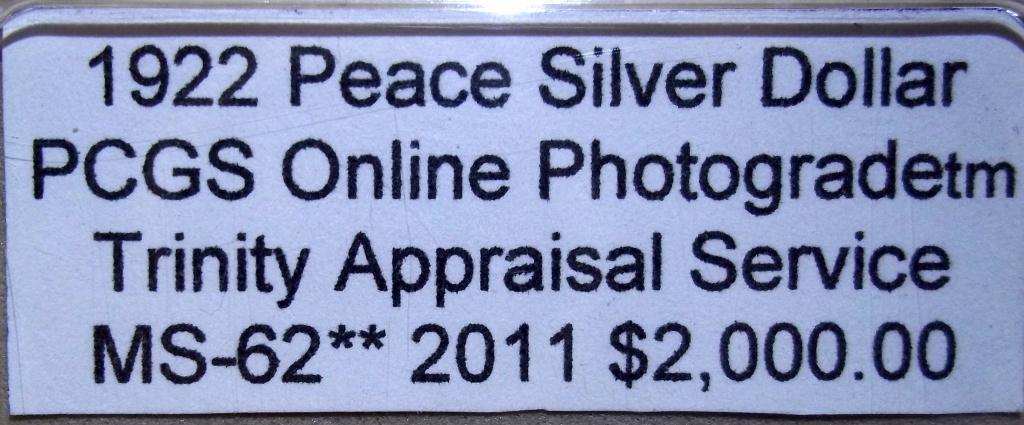 1922 Peace Silver Dollar
PCGS Online Photogradetm
Trinity Appraisal Service
MS-62** 2011 $2,000.00